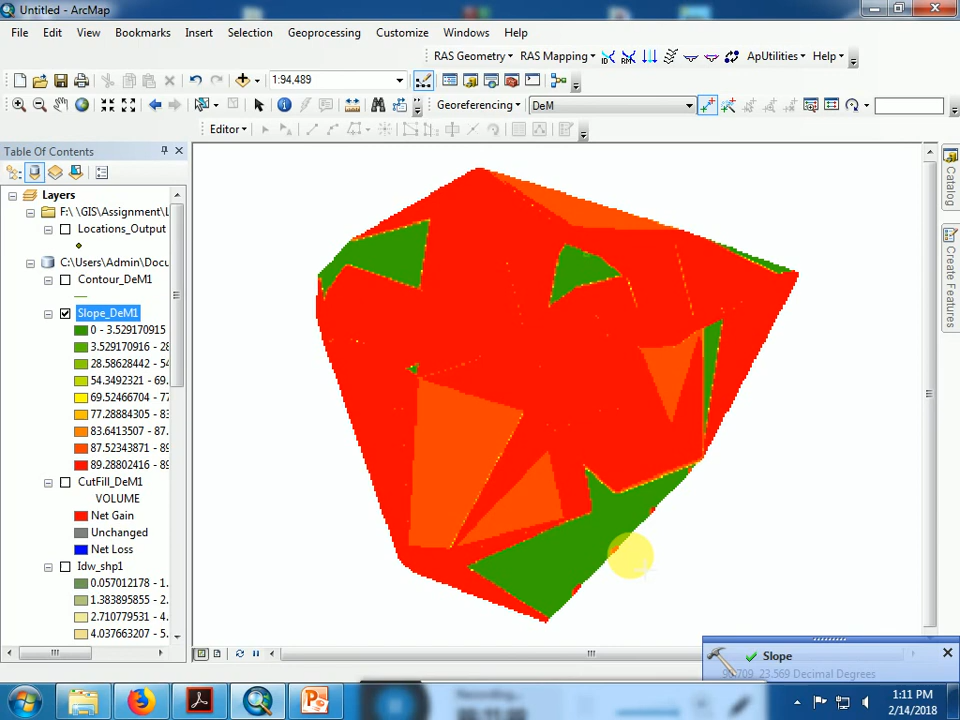 Untitled - ArcMap
File Edit View Bookmarks Insert Selection Geoprocessing Customize Windows Help
RAS Geometry RAS Mapping ApUtilities Help
1:94,489
Georeferencing DeM
Editor
Table Of Contents
Layers
F:\ \GIS\Assignment\L
Locations_Output
C:\Users\Admin\Docu
Contour_DeM1
Slope_DeM1
0 - 3.529170915
3.529170916 - 28
28.58628442 - 54
54.3492321 - 69.
69.52466704 - 77
77.28884305 - 83
83.6413507 - 87.
87.52343871 - 89
89.28802416 - 89
CutFill_DeM1
VOLUME
Net Gain
Unchanged
Net Loss
Idw_shp1
0.057012178 - 1.
1.383895855 - 2.
2.710779531 - 4.
4.037663207 - 5.
Catalog
Create Features
Slope
23.569 Decimal Degrees
Recording...
1:11 PM
2/14/2018